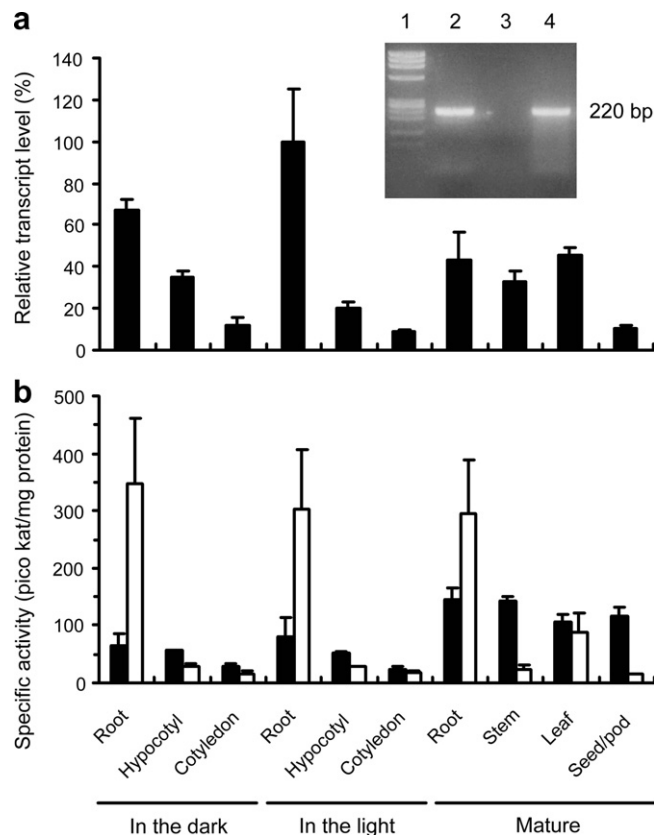 a
1 2 3 4
220 bp
Relative transcript level (%)
140
120
100
80
60
40
20
0
b
Specific activity (pico kat/mg protein)
500
400
300
200
100
0
Root Hypocotyl Cotyledon Root Hypocotyl Cotyledon Root Stem Leaf Seed/pod
In the dark In the light Mature